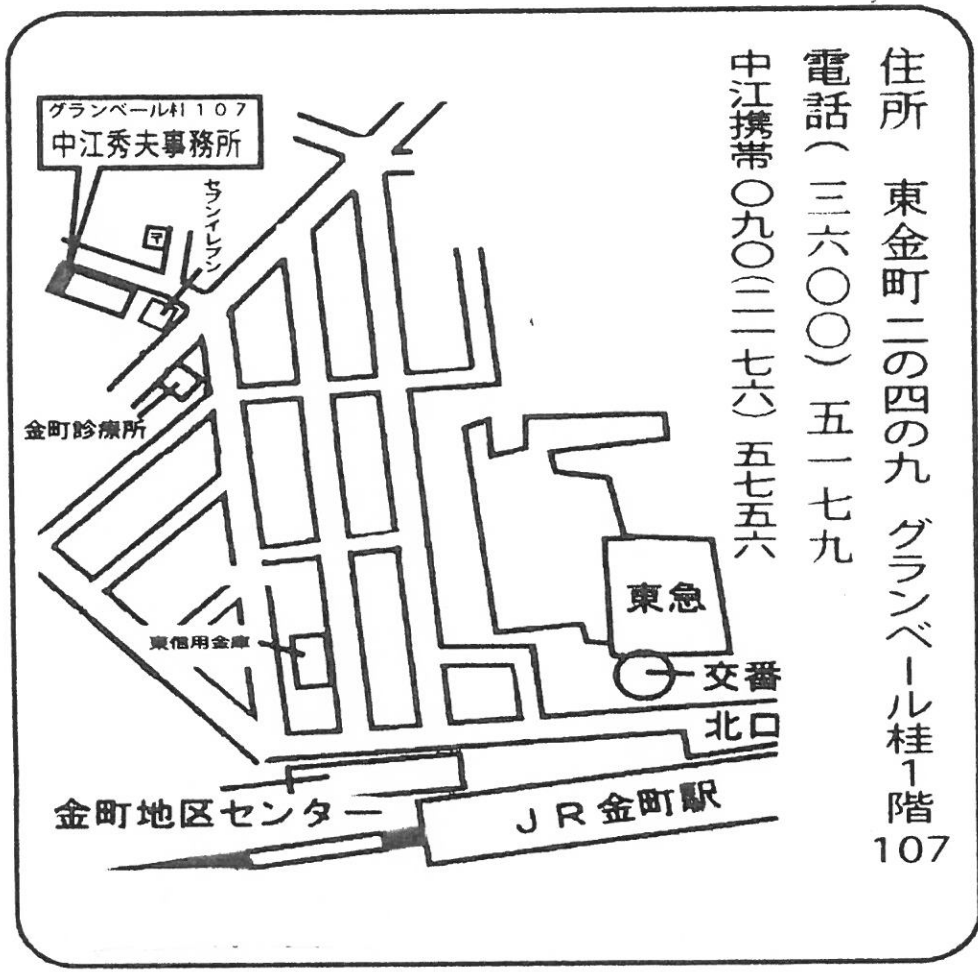 住所　東金町二の四の九　グランベール桂1階107
電話(三六〇〇)五一七九
中江携帯〇九〇(二一七六)五七五六
グランベール村107
中江秀夫事務所
〒
セブンイレブン
金町診療所
東急
東信用金庫
交番
北口
金町地区センター
ＪＲ金町駅